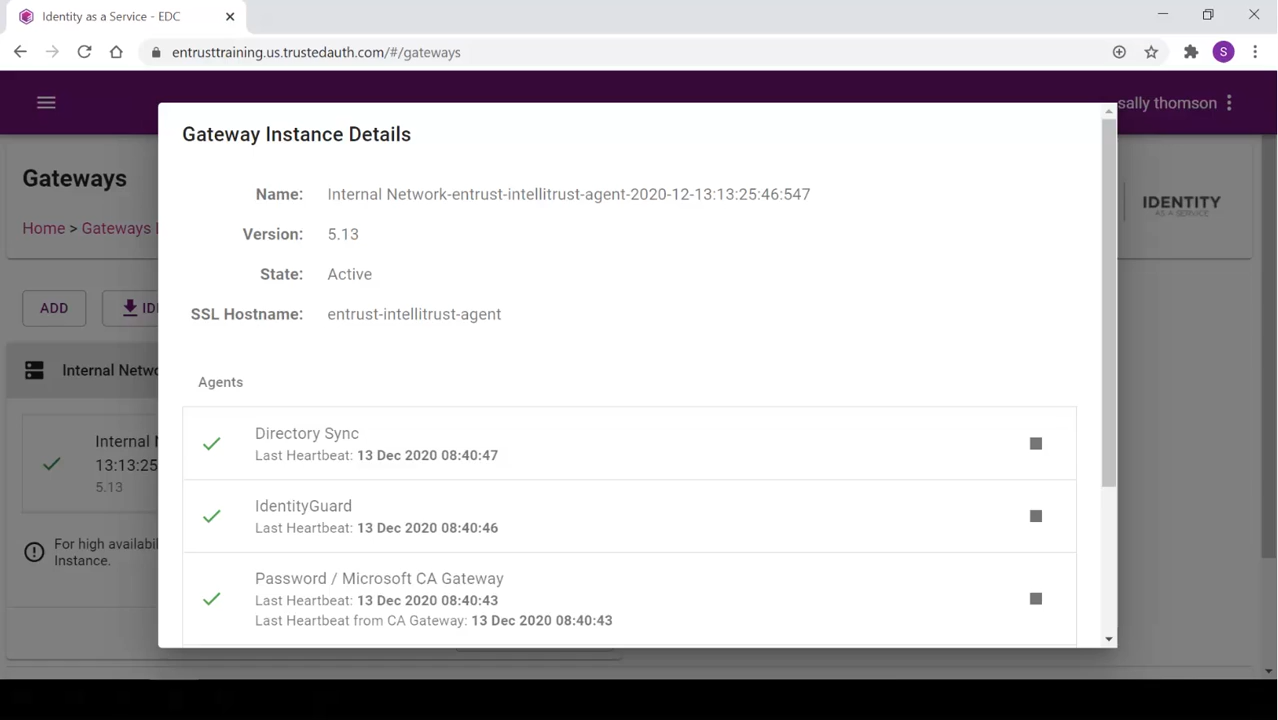 Identity as a Service - EDC
entrusttraining.us.trustedauth.com/#/gateways
S
sally thomson
Gateways
Home > Gateways
IDENTITY
AS A SERVICE
ADD
Internal
13:13:25
5.13
For high
Instance.
Gateway Instance Details
Name: Internal Network-entrust-intellitrust-agent-2020-12-13:13:25:46:547
Version: 5.13
State: Active
SSL Hostname: entrust-intellitrust-agent
Agents
Directory Sync
Last Heartbeat: 13 Dec 2020 08:40:47
IdentityGuard
Last Heartbeat: 13 Dec 2020 08:40:46
Password / Microsoft CA Gateway
Last Heartbeat: 13 Dec 2020 08:40:43
Last Heartbeat from CA Gateway: 13 Dec 2020 08:40:43